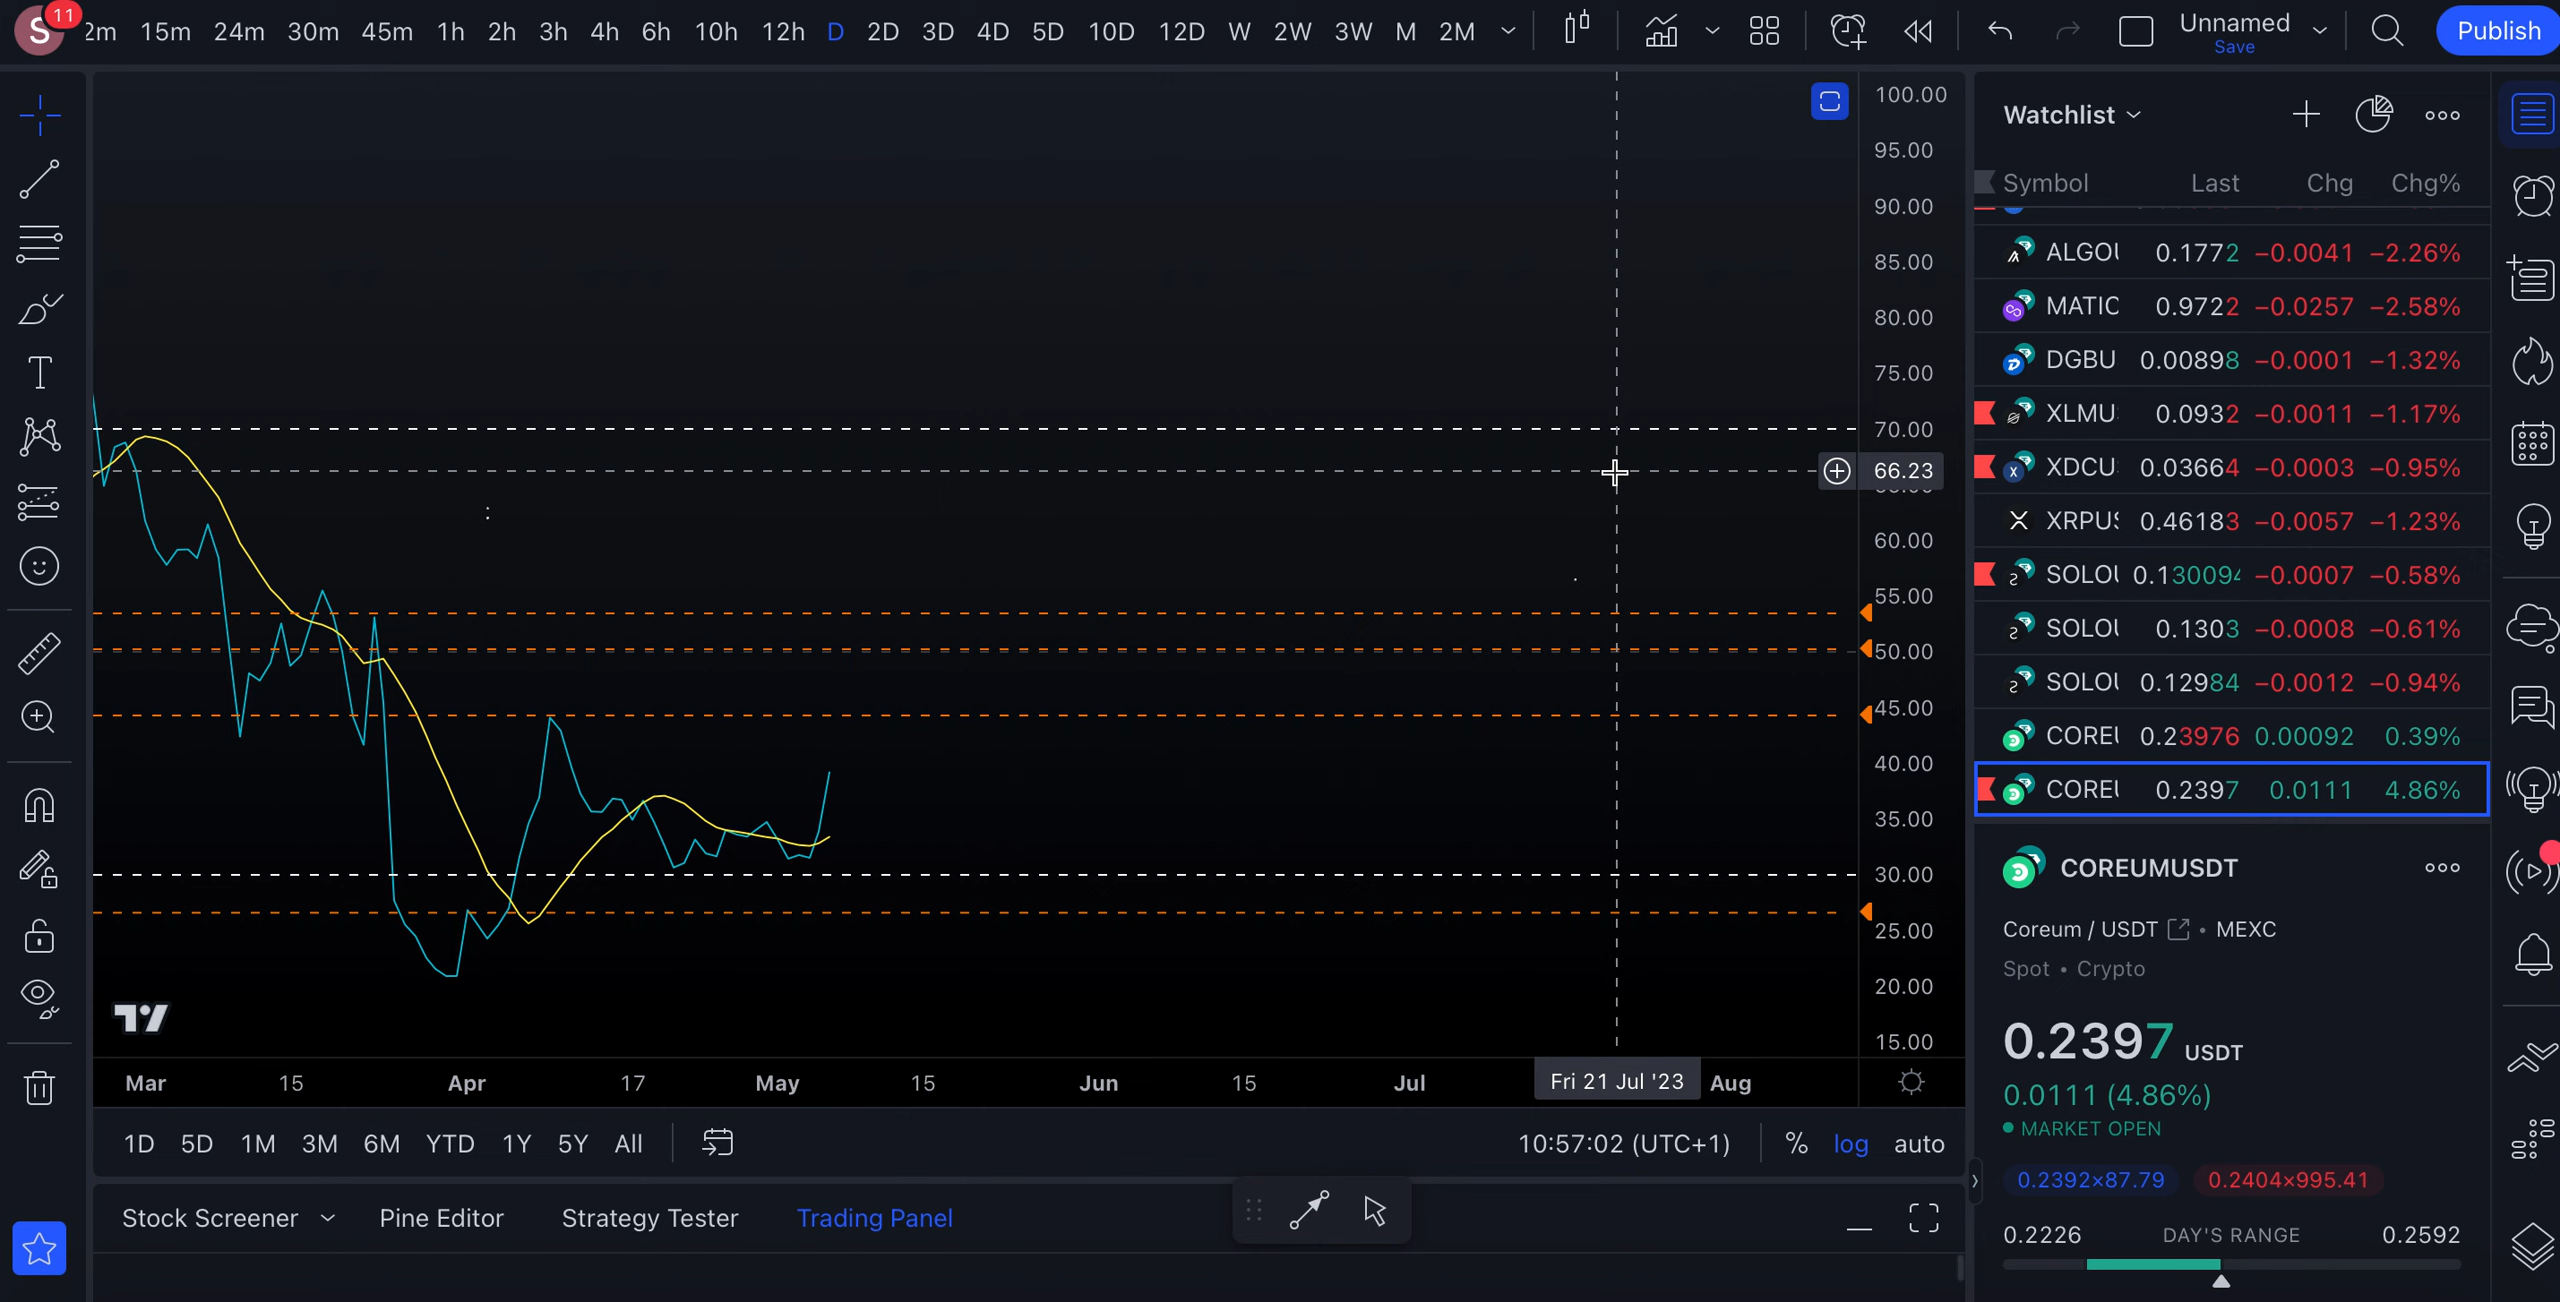 S 11 2m 15m 24m 30m 45m 1h 2h 3h 4h 6h 10h 12h D 2D 3D 4D 5D 10D 12D W 2W 3W M 2M Unnamed Publish
Save
Watchlist
Symbol Last Chg Chg%
ALGOU 0.1772 −0.0041 −2.26%
MATIC 0.9722 −0.0257 −2.58%
DGBU 0.00898 −0.0001 −1.32%
XLMU 0.0932 −0.0011 −1.17%
XDCU 0.03664 −0.0003 −0.95%
XRPUS 0.46183 −0.0057 −1.23%
SOLOU 0.130094 −0.0007 −0.58%
SOLOU 0.1303 −0.0008 −0.61%
SOLOU 0.12984 −0.0012 −0.94%
COREU 0.23976 0.00092 0.39%
COREU 0.2397 0.0111 4.86%
COREUMUSDT
Coreum / USDT • MEXC
Spot • Crypto
0.2397 USDT
0.0111 (4.86%)
MARKET OPEN
0.2392×87.79 0.2404×995.41
0.2226 DAY'S RANGE 0.2592
100.00
95.00
90.00
85.00
80.00
75.00
70.00
66.23
60.00
55.00
50.00
45.00
40.00
35.00
30.00
25.00
20.00
15.00
Mar 15 Apr 17 May 15 Jun 15 Jul Fri 21 Jul '23 Aug
1D 5D 1M 3M 6M YTD 1Y 5Y All 10:57:02 (UTC+1) % log auto
Stock Screener Pine Editor Strategy Tester Trading Panel